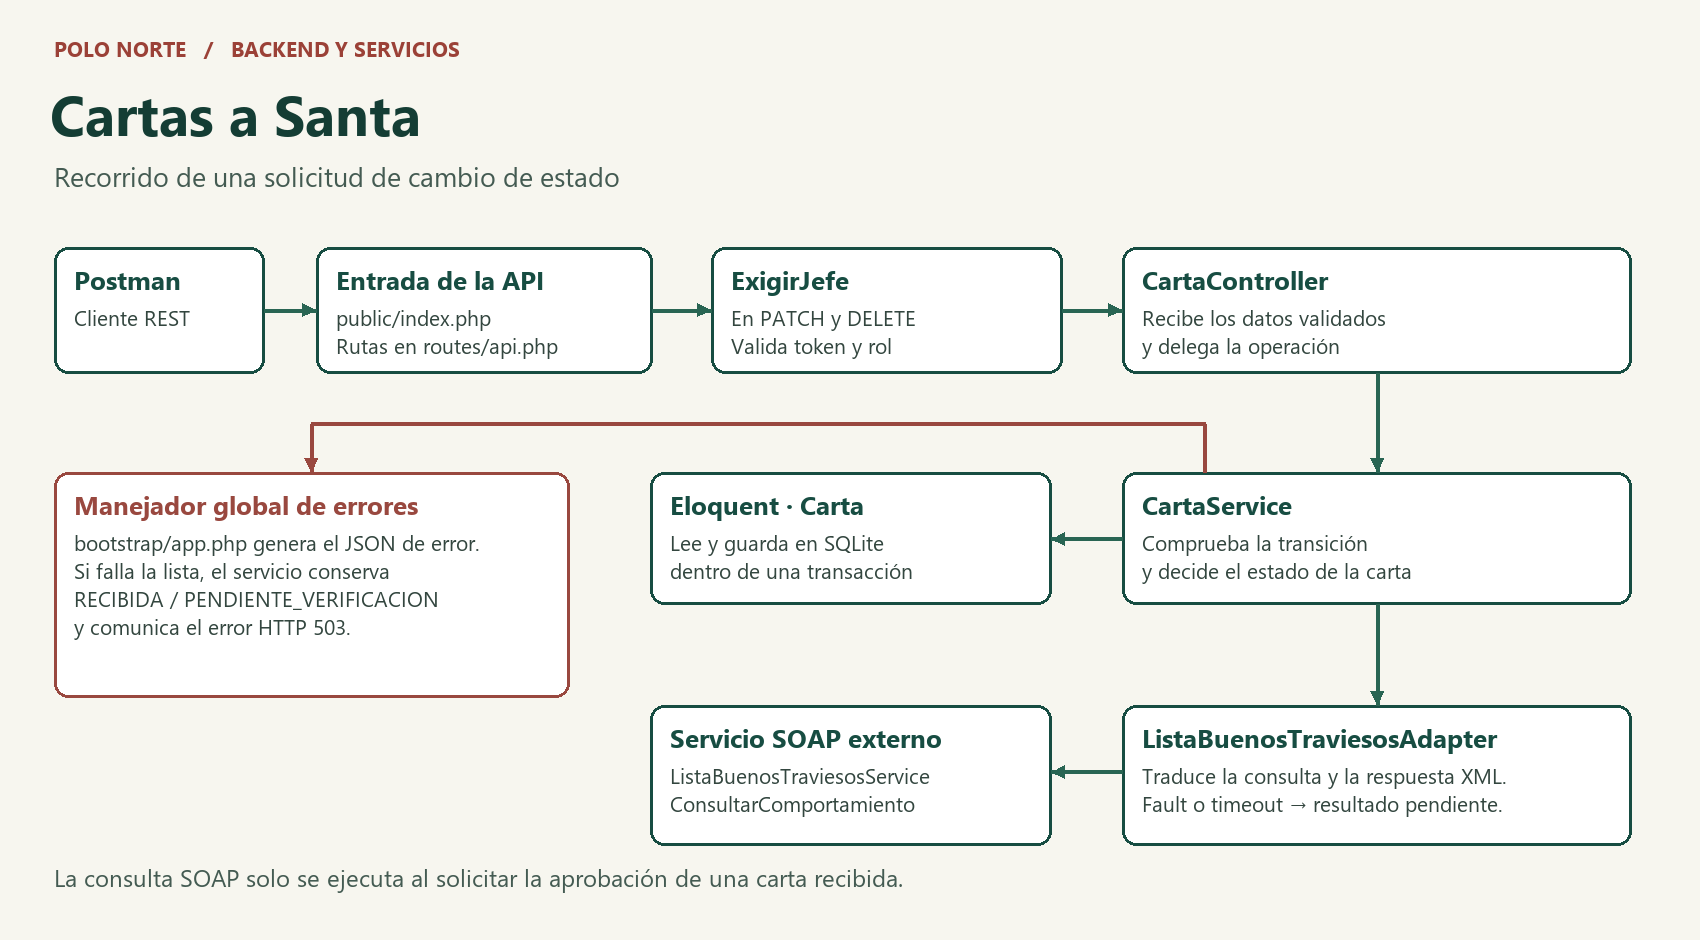 POLO NORTE / BACKEND Y SERVICIOS
Cartas a Santa
Recorrido de una solicitud de cambio de estado
Postman
Cliente REST
Entrada de la API
public/index.php
Rutas en routes/api.php
ExigirJefe
En PATCH y DELETE
Valida token y rol
CartaController
Recibe los datos validados
y delega la operación
Manejador global de errores
bootstrap/app.php genera el JSON de error.
Si falla la lista, el servicio conserva
RECIBIDA / PENDIENTE_VERIFICACION
y comunica el error HTTP 503.
Eloquent · Carta
Lee y guarda en SQLite
dentro de una transacción
CartaService
Comprueba la transición
y decide el estado de la carta
Servicio SOAP externo
ListaBuenosTraviesosService
ConsultarComportamiento
ListaBuenosTraviesosAdapter
Traduce la consulta y la respuesta XML.
Fault o timeout → resultado pendiente.
La consulta SOAP solo se ejecuta al solicitar la aprobación de una carta recibida.